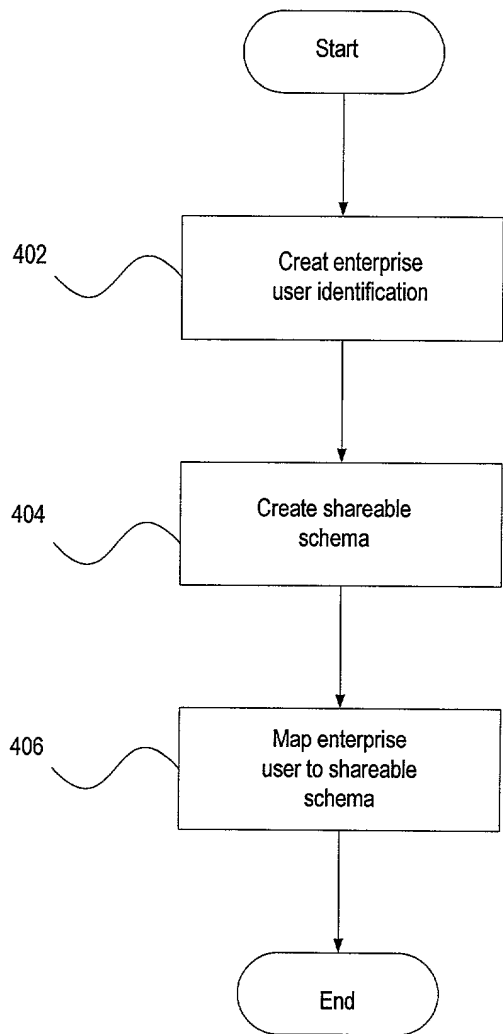 Start
402
Creat enterprise
user identification
404
Create shareable
schema
406
Map enterprise
user to shareable
schema
End